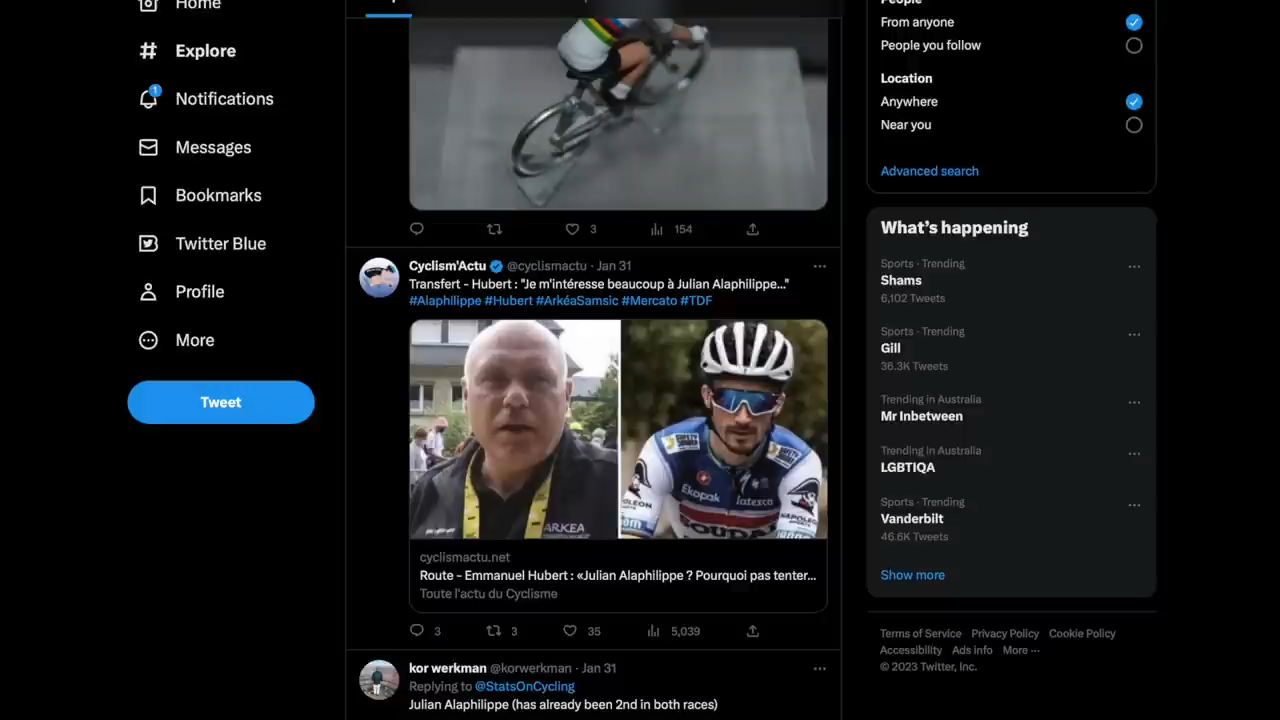 Home
Explore
1
Notifications
Messages
Bookmarks
Twitter Blue
Profile
More
Tweet
3
154
Cyclism'Actu @cyclismactu · Jan 31
Transfert - Hubert : "Je m'intéresse beaucoup à Julian Alaphilippe..."
#Alaphilippe #Hubert #ArkéaSamsic #Mercato #TDF
ARKEA
Ekopak
latexco
SOUDA
cyclismactu.net
Route - Emmanuel Hubert : «Julian Alaphilippe ? Pourquoi pas tenter...
Toute l'actu du Cyclisme
3
3
35
5,039
kor werkman @korwerkman · Jan 31
Replying to @StatsOnCycling
Julian Alaphilippe (has already been 2nd in both races)
People
From anyone
People you follow
Location
Anywhere
Near you
Advanced search
What's happening
Sports · Trending
Shams
6,102 Tweets
Sports · Trending
Gill
36.3K Tweets
Trending in Australia
Mr Inbetween
Trending in Australia
LGBTIQA
Sports · Trending
Vanderbilt
46.6K Tweets
Show more
Terms of Service Privacy Policy Cookie Policy
Accessibility Ads info More ···
© 2023 Twitter, Inc.